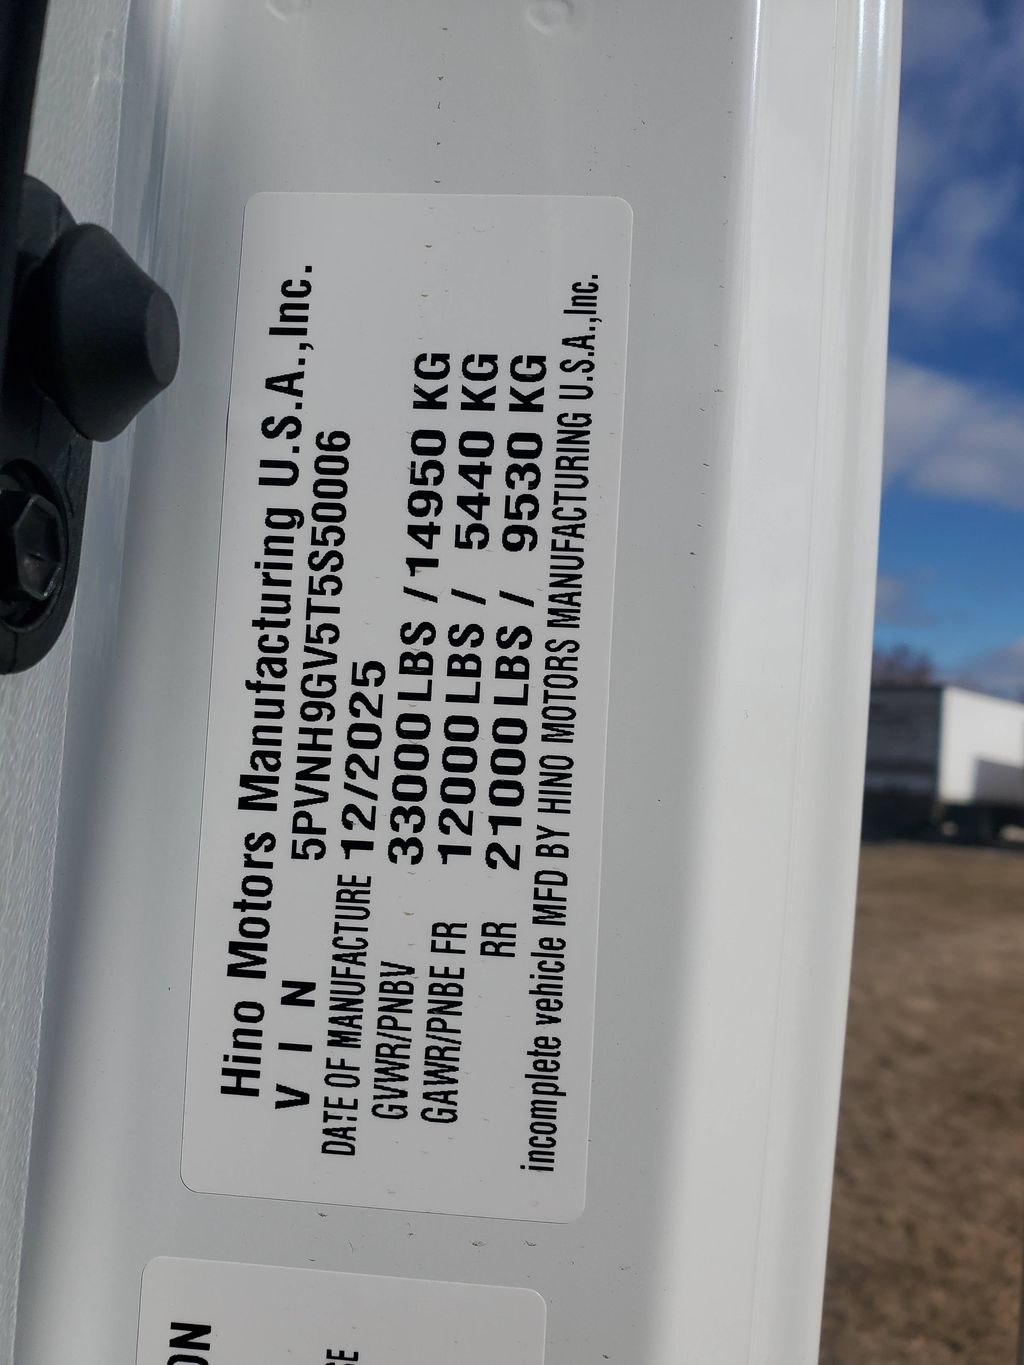 Hino Motors Manufacturing U.S.A.,Inc.
V I N 5PVNH9GV5T5S50006
DATE OF MANUFACTURE 12/2025
GVWR/PNBV 33000 LBS / 14950 KG
GAWR/PNBE FR 12000 LBS / 5440 KG
RR 21000 LBS / 9530 KG
incomplete vehicle MFD BY HINO MOTORS MANUFACTURING U.S.A.,Inc.